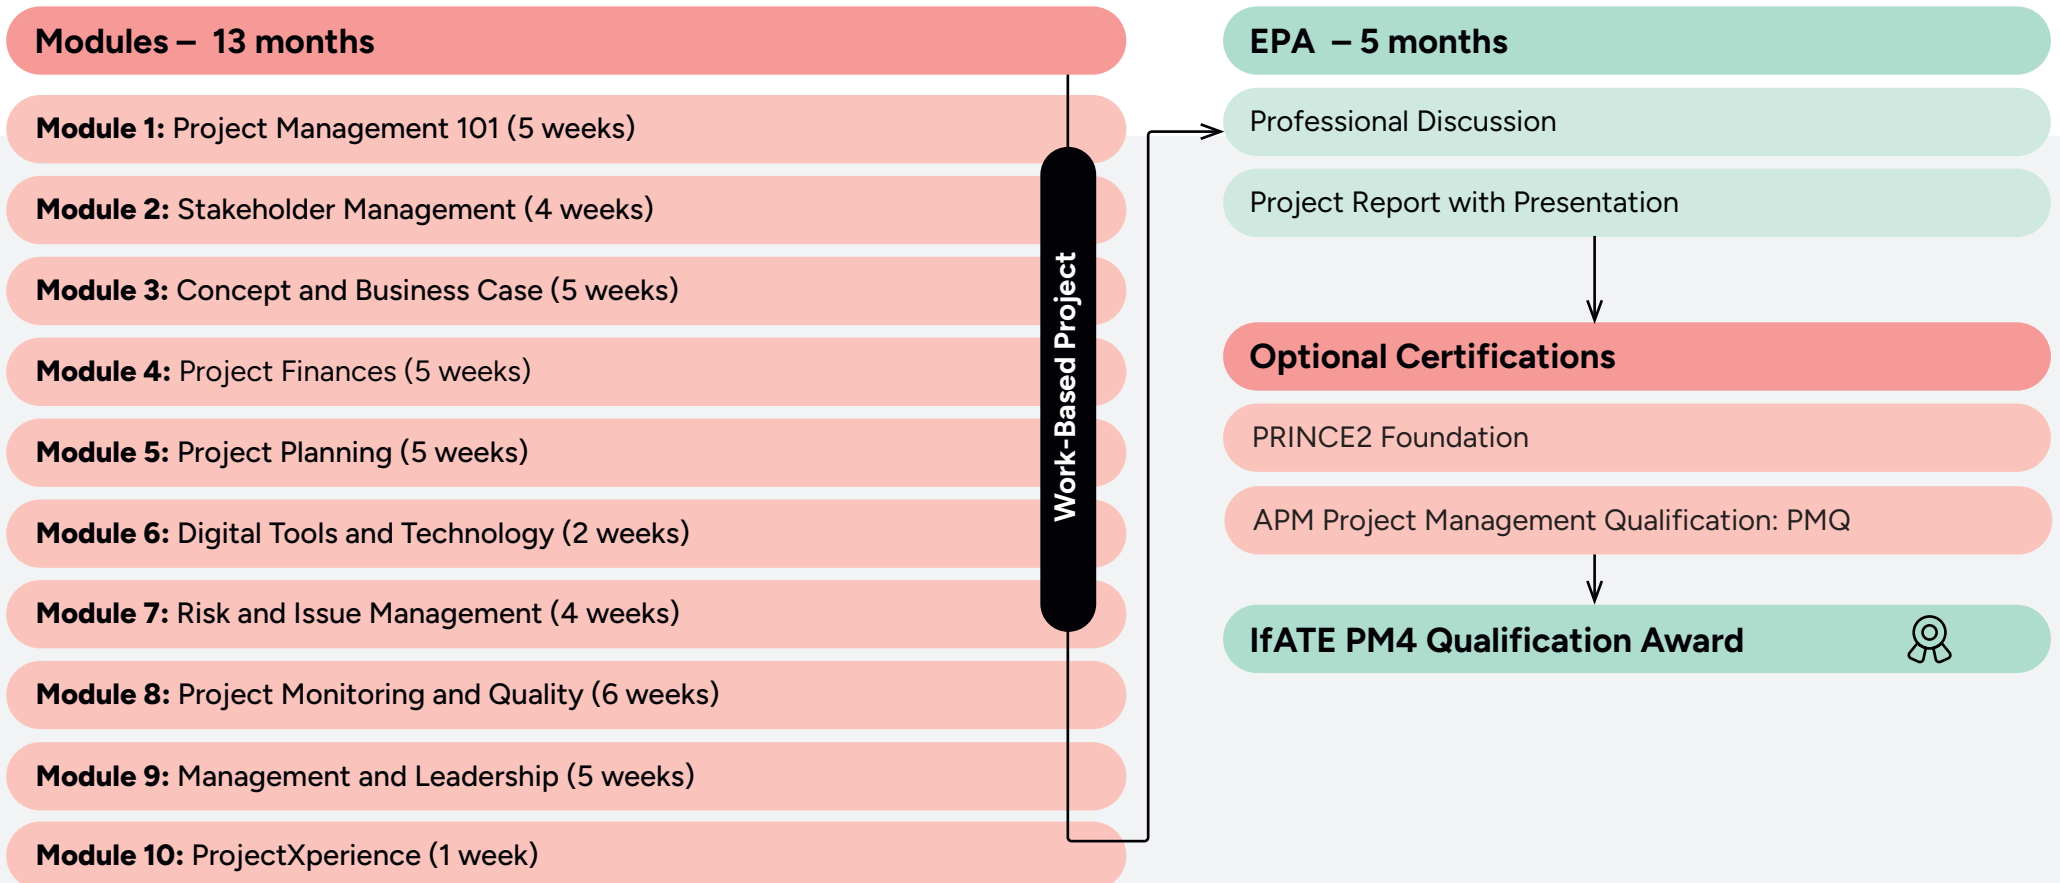 Modules – 13 months
Module 1: Project Management 101 (5 weeks)
Module 2: Stakeholder Management (4 weeks)
Module 3: Concept and Business Case (5 weeks)
Module 4: Project Finances (5 weeks)
Module 5: Project Planning (5 weeks)
Module 6: Digital Tools and Technology (2 weeks)
Module 7: Risk and Issue Management (4 weeks)
Module 8: Project Monitoring and Quality (6 weeks)
Module 9: Management and Leadership (5 weeks)
Module 10: ProjectXperience (1 week)
Work-Based Project
EPA – 5 months
Professional Discussion
Project Report with Presentation
Optional Certifications
PRINCE2 Foundation
APM Project Management Qualification: PMQ
IfATE PM4 Qualification Award